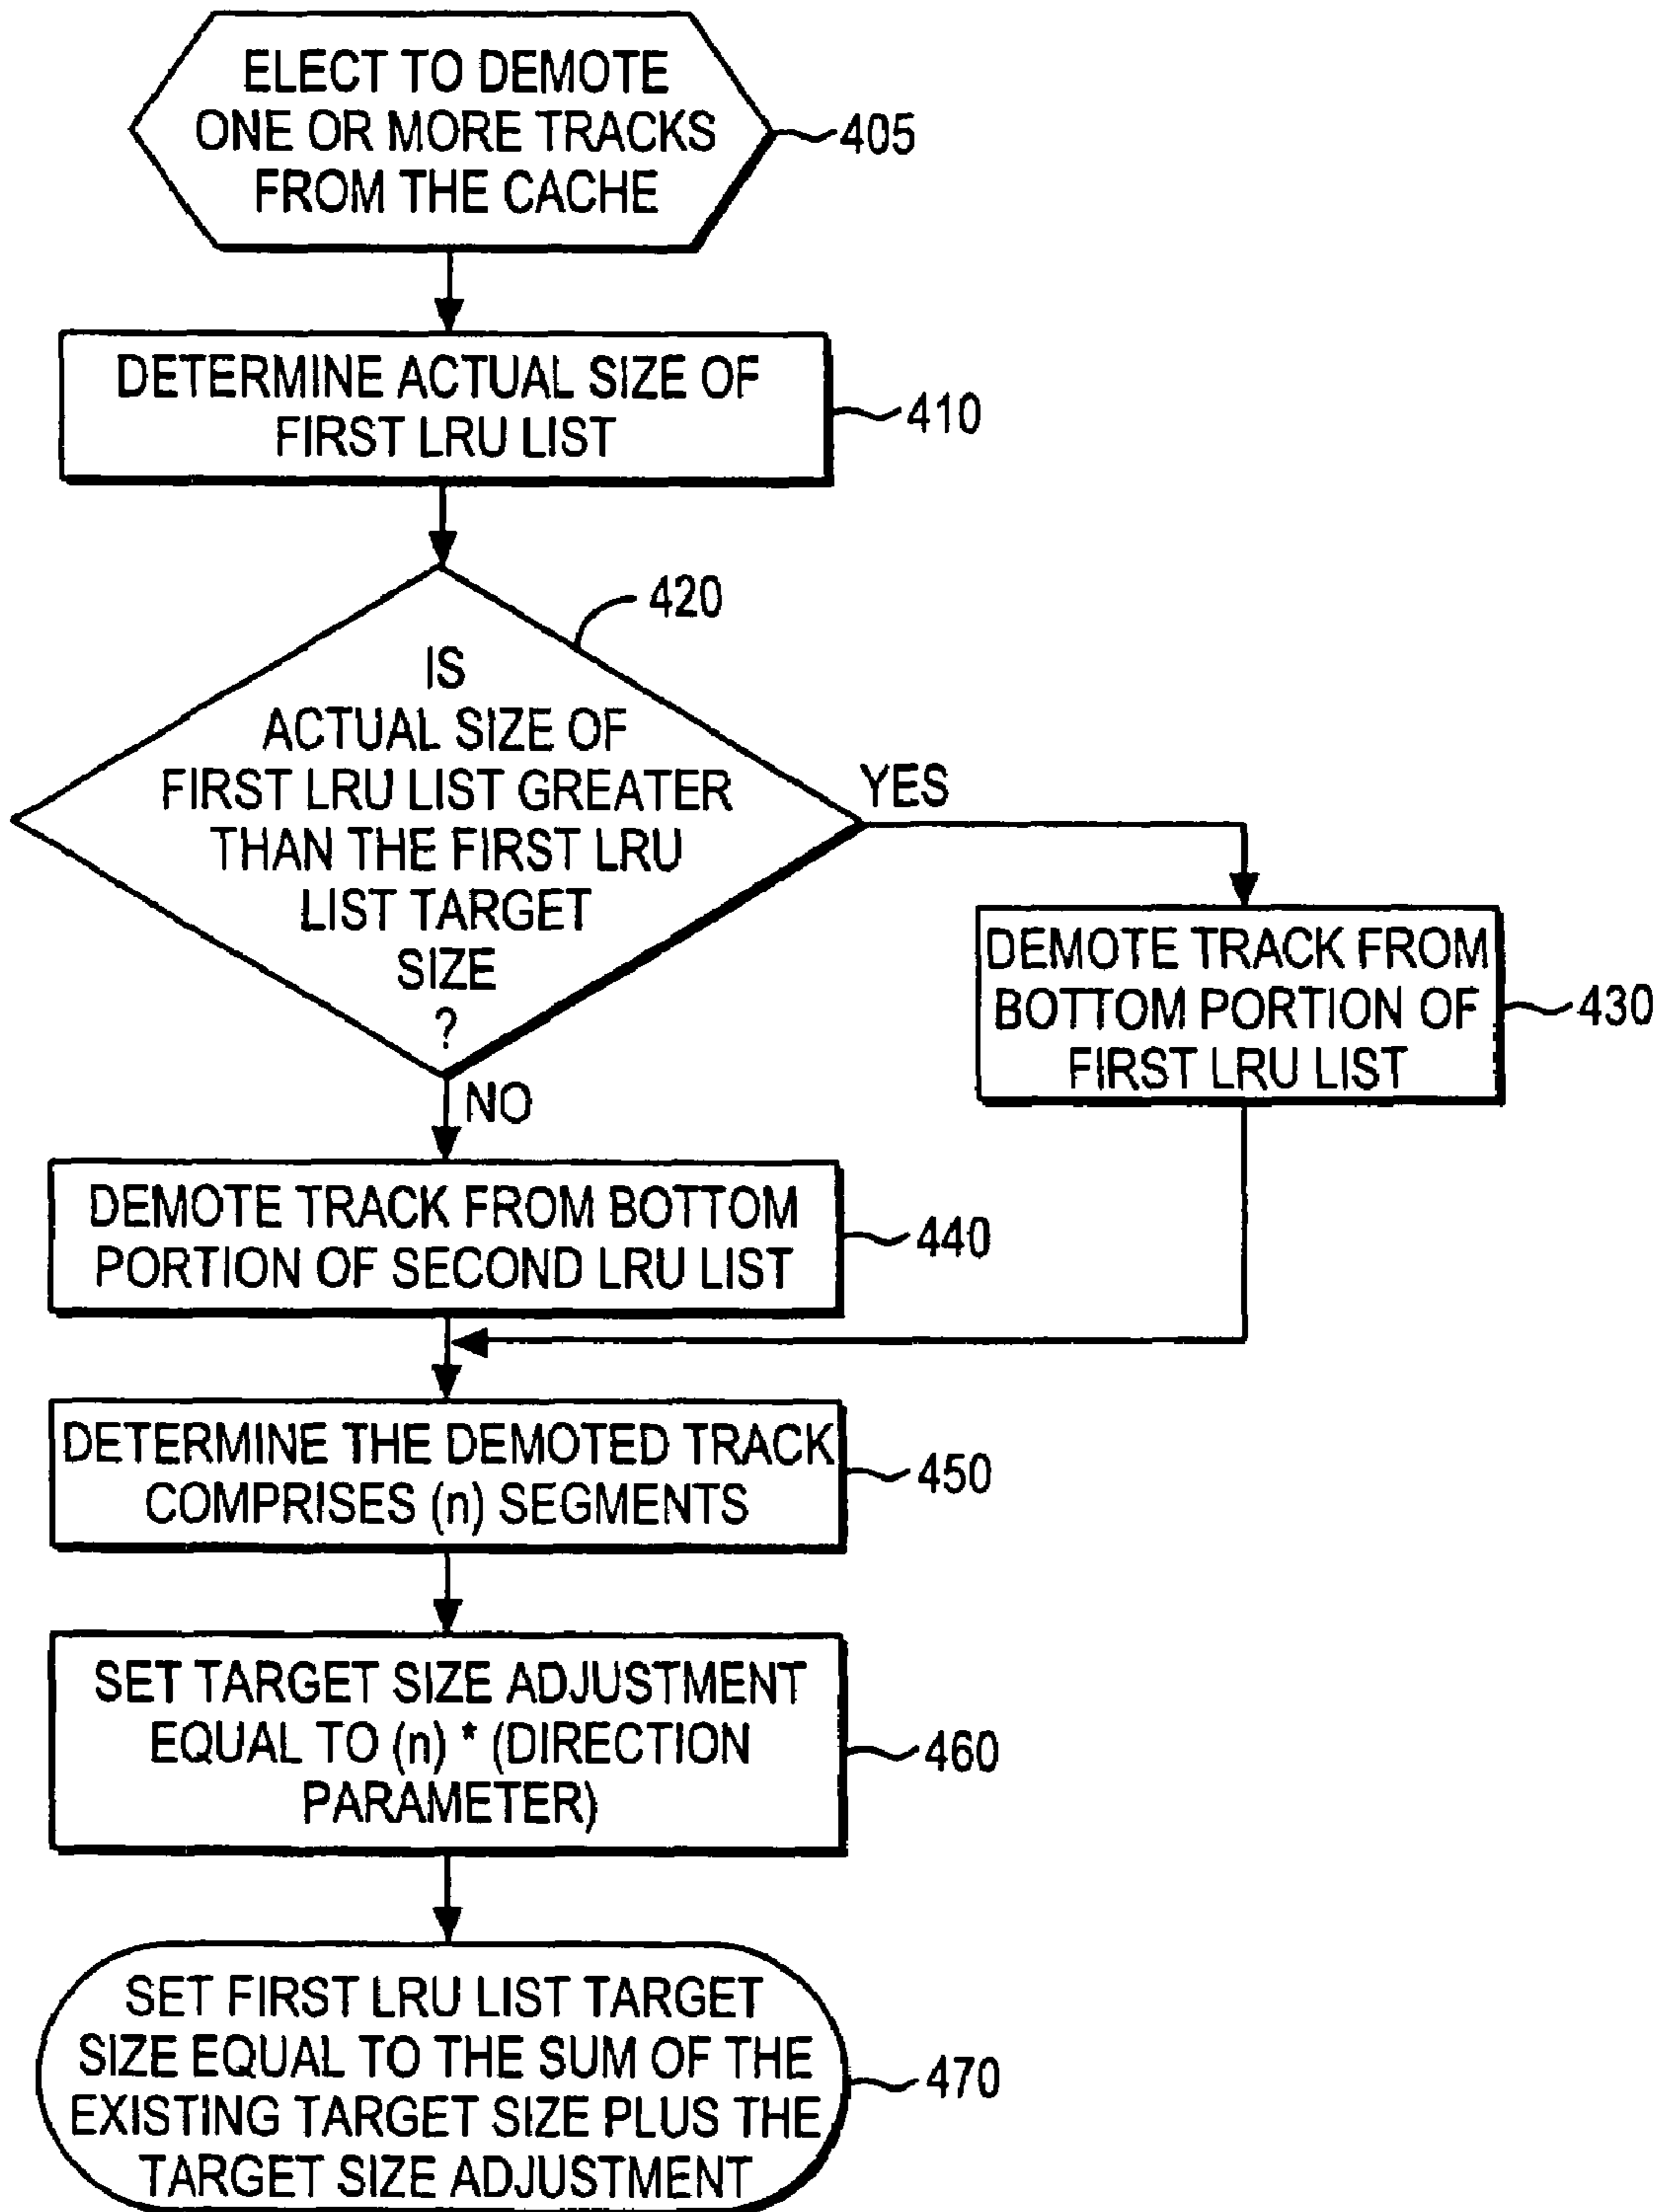 ELECT TO DEMOTE
ONE OR MORE TRACKS
FROM THE CACHE
405
DETERMINE ACTUAL SIZE OF
FIRST LRU LIST
410
420
IS
ACTUAL SIZE OF
FIRST LRU LIST GREATER
THAN THE FIRST LRU
LIST TARGET
SIZE
?
YES
NO
DEMOTE TRACK FROM
BOTTOM PORTION OF
FIRST LRU LIST
430
DEMOTE TRACK FROM BOTTOM
PORTION OF SECOND LRU LIST
440
DETERMINE THE DEMOTED TRACK
COMPRISES (n) SEGMENTS
450
SET TARGET SIZE ADJUSTMENT
EQUAL TO (n) * (DIRECTION
PARAMETER)
460
SET FIRST LRU LIST TARGET
SIZE EQUAL TO THE SUM OF THE
EXISTING TARGET SIZE PLUS THE
TARGET SIZE ADJUSTMENT
470